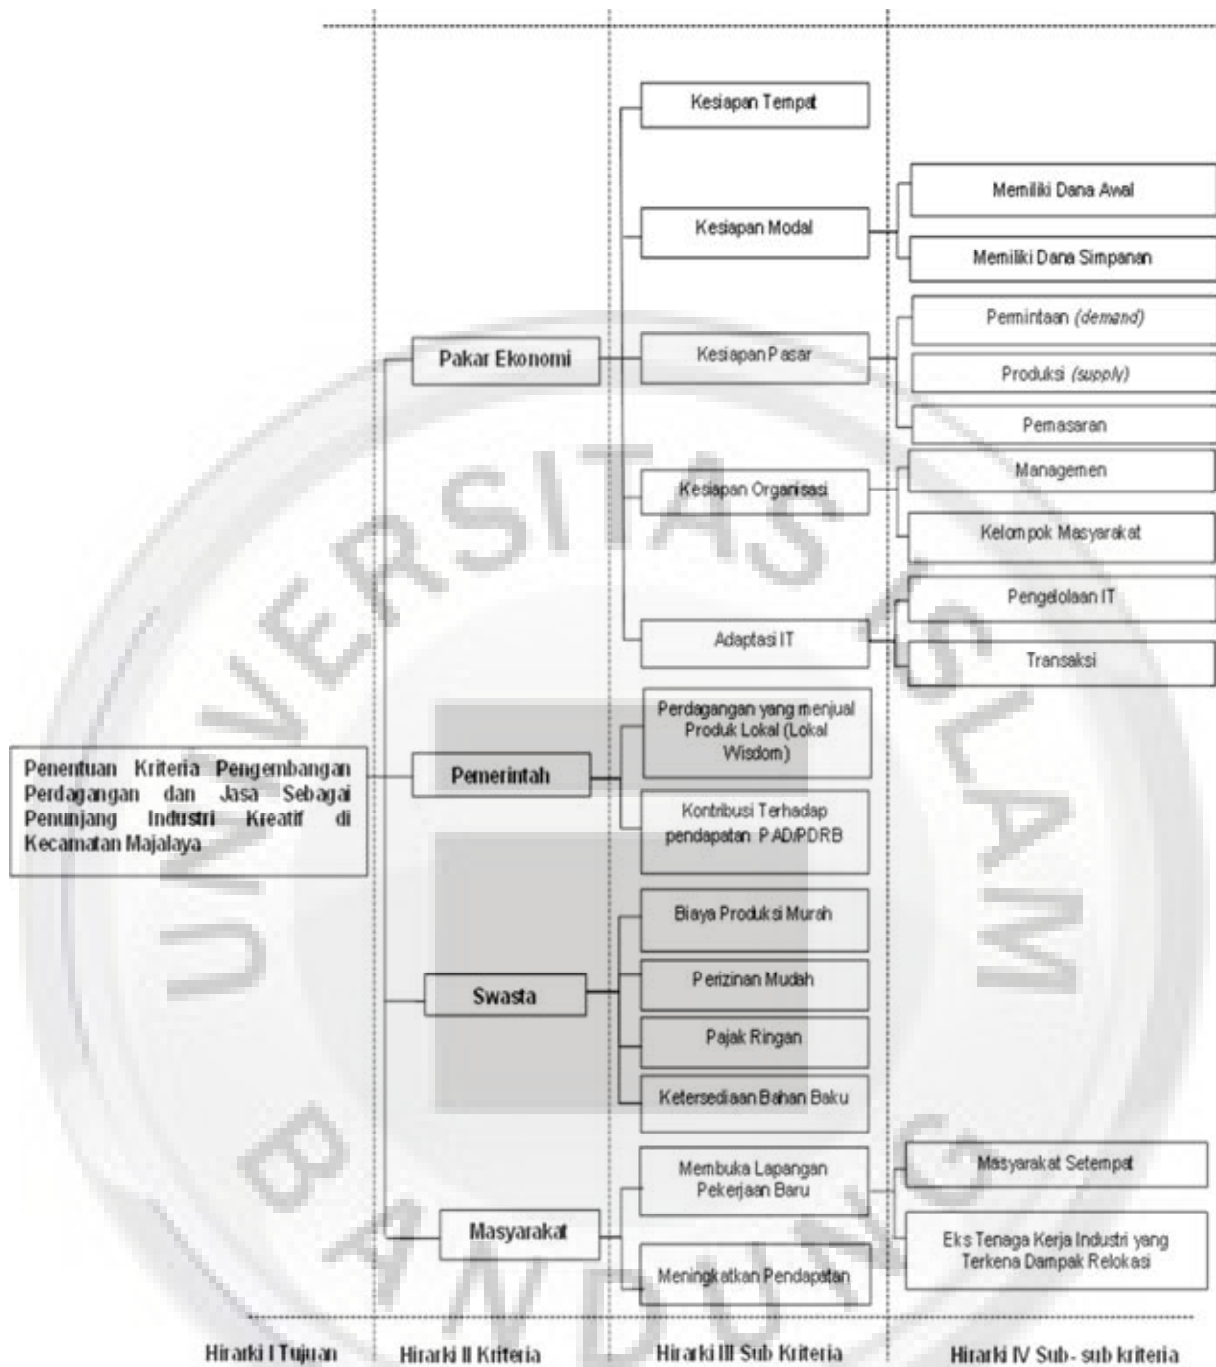 Kesiapan Tempat
Kesiapan Modal
Memiliki Dana Awal
Memiliki Dana Simpanan
Pakar Ekonomi
Kesiapan Pasar
Permintaan (demand)
Produksi (supply)
Pemasaran
Kesiapan Organisasi
Managemen
Kelompok Masyarakat
Adaptasi IT
Pengelolaan IT
Transaksi
Penentuan Kriteria Pengembangan
Perdagangan dan Jasa Sebagai
Penunjang Industri Kreatif di
Kecamatan Majalaya
Pemerintah
Perdagangan yang menjual
Produk Lokal (Lokal
Wisdom)
Kontribusi Terhadap
pendapatan PAD/PDRB
Swasta
Biaya Produksi Murah
Perizinan Mudah
Pajak Ringan
Ketersediaan Bahan Baku
Masyarakat
Membuka Lapangan
Pekerjaan Baru
Masyarakat Setempat
Eks Tenaga Kerja Industri yang
Terkena Dampak Relokasi
Meningkatkan Pendapatan
Hirarki I Tujuan
Hirarki II Kriteria
Hirarki III Sub Kriteria
Hirarki IV Sub- sub kriteria
UNIVERSITAS ISLAM
BANDUNG